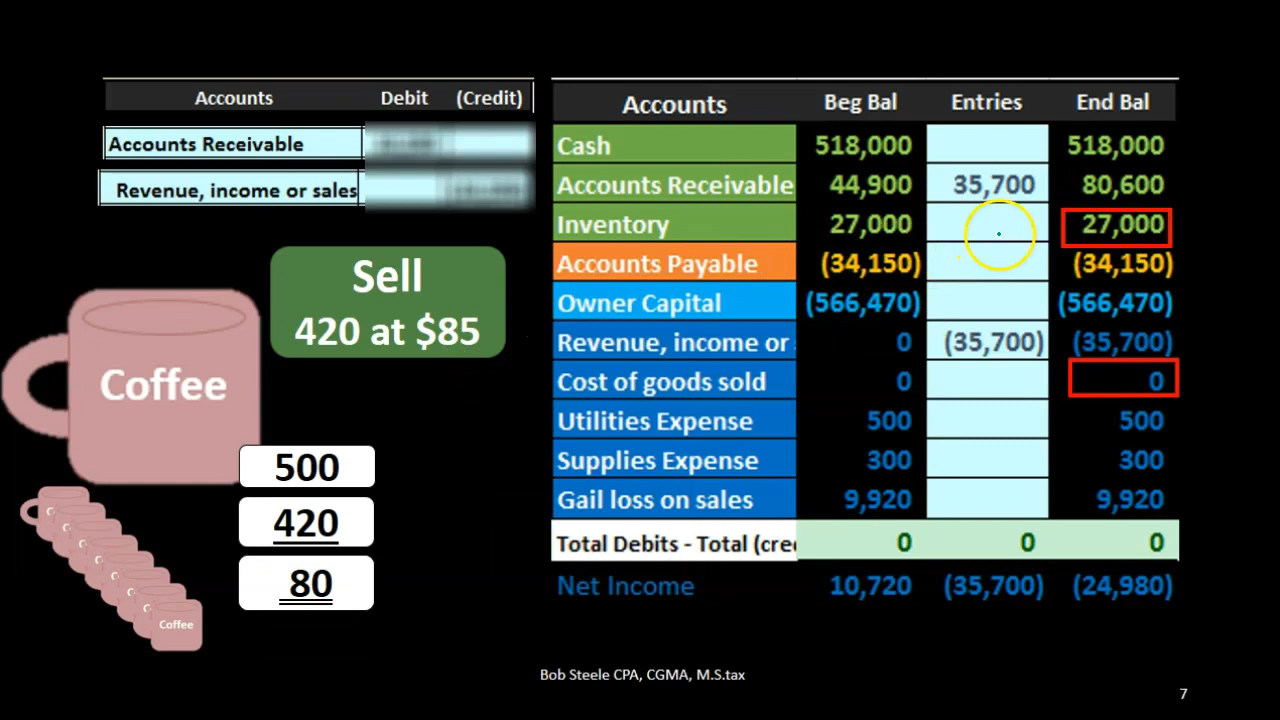 Accounts Debit (Credit)
Accounts Receivable
Revenue, income or sales
Sell
420 at $85
Coffee
500
420
80
Coffee
Accounts Beg Bal Entries End Bal
Cash 518,000 518,000
Accounts Receivable 44,900 35,700 80,600
Inventory 27,000 27,000
Accounts Payable (34,150) (34,150)
Owner Capital (566,470) (566,470)
Revenue, income or 0 (35,700) (35,700)
Cost of goods sold 0 0
Utilities Expense 500 500
Supplies Expense 300 300
Gail loss on sales 9,920 9,920
Total Debits - Total (cre 0 0 0
Net Income 10,720 (35,700) (24,980)
Bob Steele CPA, CGMA, M.S.tax
7